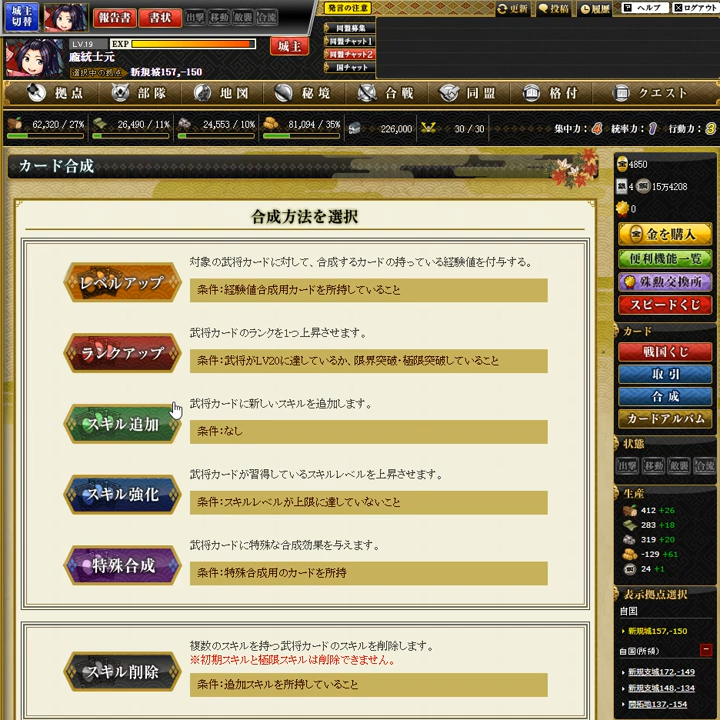 城主
切替
報告書
書状
出撃 移動 敵襲 合流
発言の注意
更新 投稿 履歴
ヘルプ
ログアウト
LV.19 EXP
城主
龐統士元
選択中の拠点 新規城157,-150
同盟募集
同盟チャット1
同盟チャット2
国チャット
拠点 部隊 地図 秘境 合戦 同盟 格付 クエスト
62,320 / 27% 26,490 / 11% 24,553 / 10% 81,094 / 35% 226,000 30 / 30 集中力:4 統率力:1 行動力:3
カード合成
合成方法を選択
レベルアップ
対象の武将カードに対して、合成するカードの持っている経験値を付与する。
条件:経験値合成用カードを所持していること
ランクアップ
武将カードのランクを1つ上昇させます。
条件:武将がLV20に達しているか、限界突破・極限突破していること
スキル追加
武将カードに新しいスキルを追加します。
条件:なし
スキル強化
武将カードが習得しているスキルレベルを上昇させます。
条件:スキルレベルが上限に達していないこと
特殊合成
武将カードに特殊な合成効果を与えます。
条件:特殊合成用のカードを所持
スキル削除
複数のスキルを持つ武将カードのスキルを削除します。
※初期スキルと極限スキルは削除できません。
条件:追加スキルを所持していること
4850
4 15万4208
0
金を購入
便利機能一覧
殊勲交換所
スピードくじ
カード
戦国くじ
取引
合成
カードアルバム
状態
出撃 移動 敵襲 合流
生産
412 +26
283 +18
319 +20
-129 +61
24 +1
表示拠点選択
自国
新規城157,-150
自国(所領)
新規支城172,-149
新規支城148,-134
開拓地137,-154